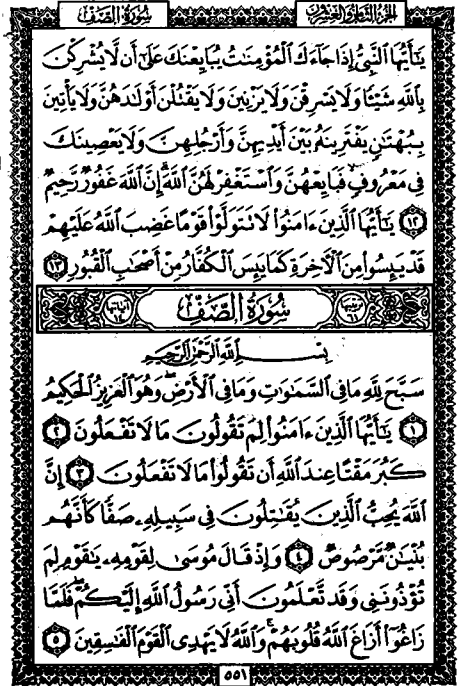 سُورَةُ الصَّفِّ
الجزء الثامن والعشرون
يَـٰٓأَيُّهَا ٱلنَّبِىُّ إِذَا جَآءَكَ ٱلْمُؤْمِنَـٰتُ يُبَايِعْنَكَ عَلَىٰٓ أَن لَّا يُشْرِكْنَ
بِٱللَّهِ شَيْـًٔا وَلَا يَسْرِقْنَ وَلَا يَزْنِينَ وَلَا يَقْتُلْنَ أَوْلَـٰدَهُنَّ وَلَا يَأْتِينَ
بِبُهْتَـٰنٍ يَفْتَرِينَهُۥ بَيْنَ أَيْدِيهِنَّ وَأَرْجُلِهِنَّ وَلَا يَعْصِينَكَ
فِى مَعْرُوفٍ فَبَايِعْهُنَّ وَٱسْتَغْفِرْ لَهُنَّ ٱللَّهَ إِنَّ ٱللَّهَ غَفُورٌ رَّحِيمٌ
١٢ يَـٰٓأَيُّهَا ٱلَّذِينَ ءَامَنُوا۟ لَا تَتَوَلَّوْا۟ قَوْمًا غَضِبَ ٱللَّهُ عَلَيْهِمْ
قَدْ يَئِسُوا۟ مِنَ ٱلْـَٔاخِرَةِ كَمَا يَئِسَ ٱلْكُفَّارُ مِنْ أَصْحَـٰبِ ٱلْقُبُورِ ١٣
سُورَةُ الصَّفِّ
بِسْمِ ٱللَّهِ ٱلرَّحْمَـٰنِ ٱلرَّحِيمِ
سَبَّحَ لِلَّهِ مَا فِى ٱلسَّمَـٰوَٰتِ وَمَا فِى ٱلْأَرْضِ وَهُوَ ٱلْعَزِيزُ ٱلْحَكِيمُ
١ يَـٰٓأَيُّهَا ٱلَّذِينَ ءَامَنُوا۟ لِمَ تَقُولُونَ مَا لَا تَفْعَلُونَ ٢
كَبُرَ مَقْتًا عِندَ ٱللَّهِ أَن تَقُولُوا۟ مَا لَا تَفْعَلُونَ ٣ إِنَّ
ٱللَّهَ يُحِبُّ ٱلَّذِينَ يُقَـٰتِلُونَ فِى سَبِيلِهِۦ صَفًّا كَأَنَّهُم
بُنْيَـٰنٌ مَّرْصُوصٌ ٤ وَإِذْ قَالَ مُوسَىٰ لِقَوْمِهِۦ يَـٰقَوْمِ لِمَ
تُؤْذُونَنِى وَقَد تَّعْلَمُونَ أَنِّى رَسُولُ ٱللَّهِ إِلَيْكُمْ فَلَمَّا
زَاغُوٓا۟ أَزَاغَ ٱللَّهُ قُلُوبَهُمْ وَٱللَّهُ لَا يَهْدِى ٱلْقَوْمَ ٱلْفَـٰسِقِينَ ٥
٥٥١